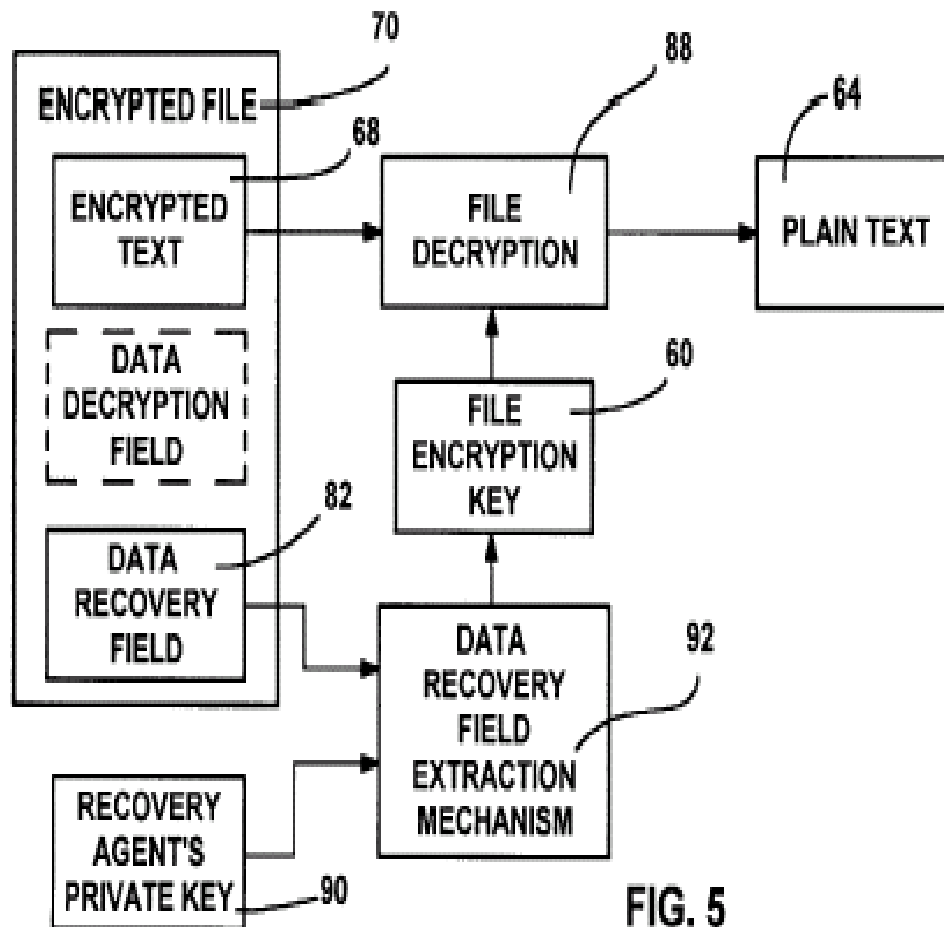 70
ENCRYPTED FILE
68
ENCRYPTED
TEXT
88
FILE
DECRYPTION
64
PLAIN TEXT
DATA
DECRYPTION
FIELD
60
FILE
ENCRYPTION
KEY
82
DATA
RECOVERY
FIELD
DATA
RECOVERY
FIELD
EXTRACTION
MECHANISM
92
RECOVERY
AGENT'S
PRIVATE KEY
90
FIG. 5